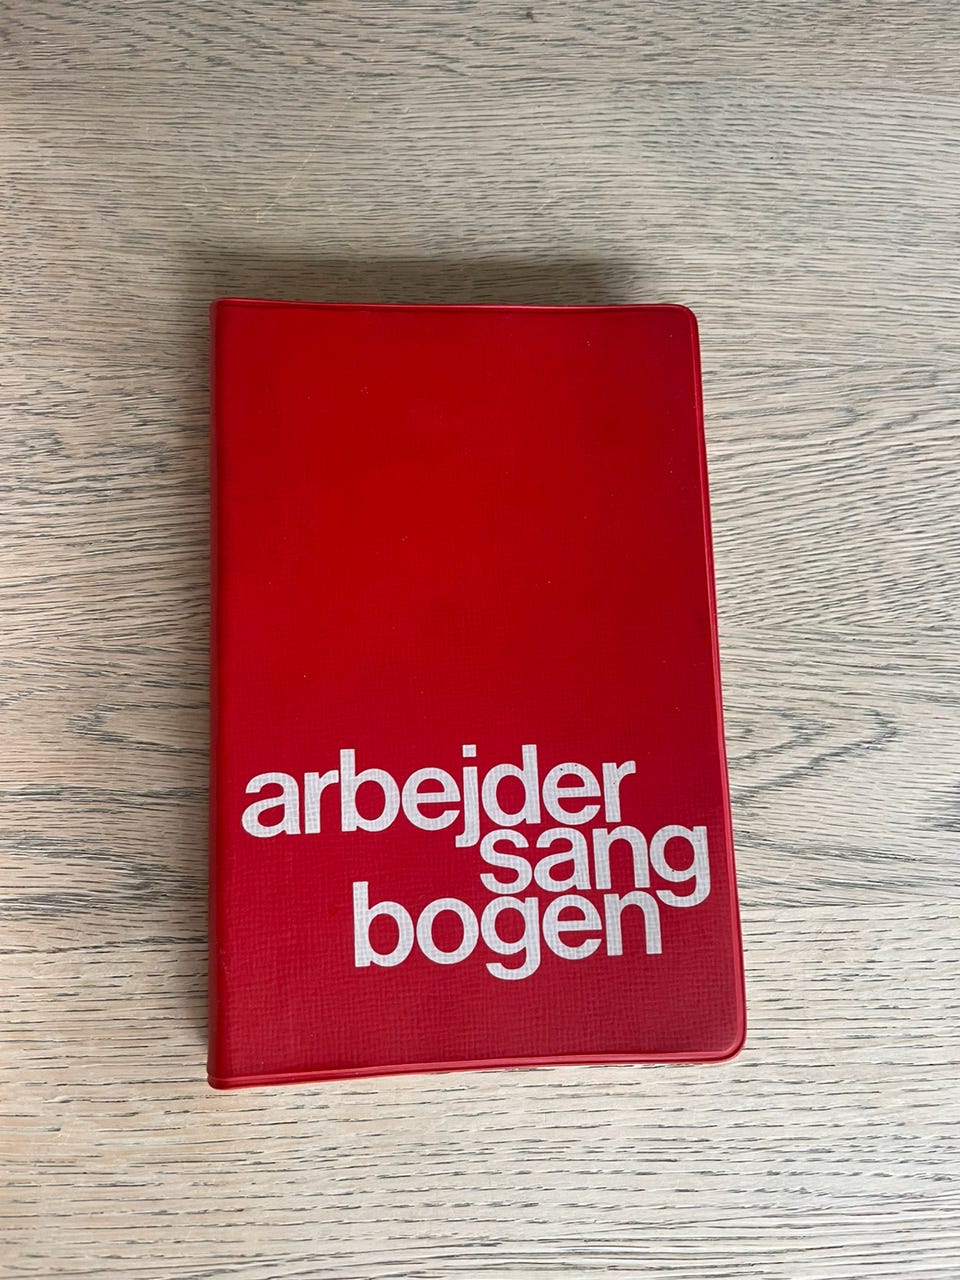 arbejder
sang
bogen